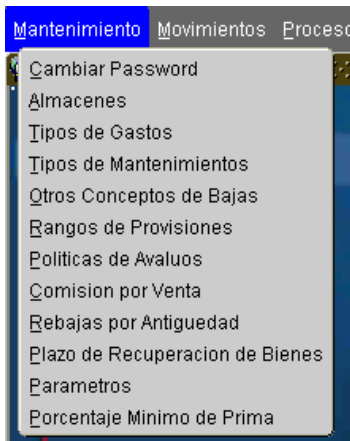 Mantenimiento Movimientos Proceso
Cambiar Password
Almacenes
Tipos de Gastos
Tipos de Mantenimientos
Otros Conceptos de Bajas
Rangos de Provisiones
Politicas de Avaluos
Comision por Venta
Rebajas por Antiguedad
Plazo de Recuperacion de Bienes
Parametros
Porcentaje Minimo de Prima